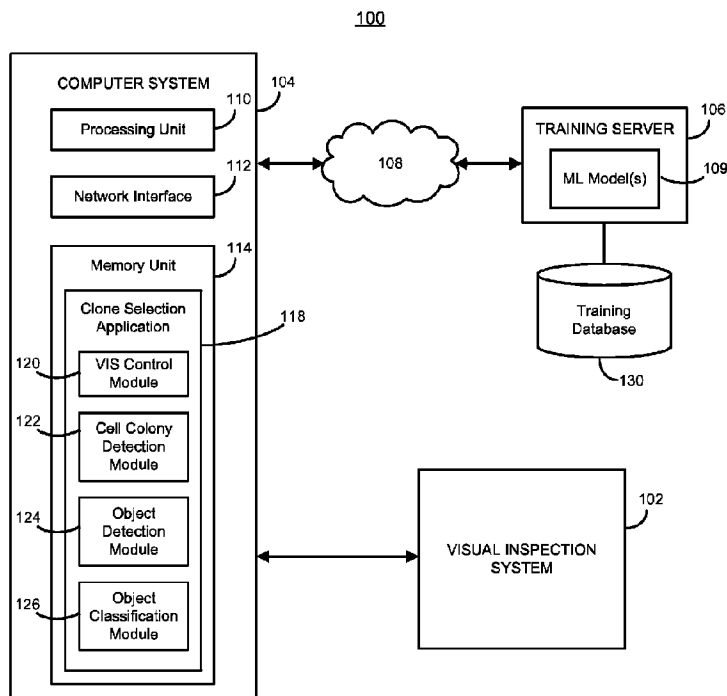 100
COMPUTER SYSTEM
104
110
Processing Unit
112
Network Interface
114
Memory Unit
Clone Selection
Application
118
120
VIS Control
Module
122
Cell Colony
Detection
Module
124
Object
Detection
Module
126
Object
Classification
Module
108
106
TRAINING SERVER
109
ML Model(s)
Training
Database
130
102
VISUAL INSPECTION
SYSTEM